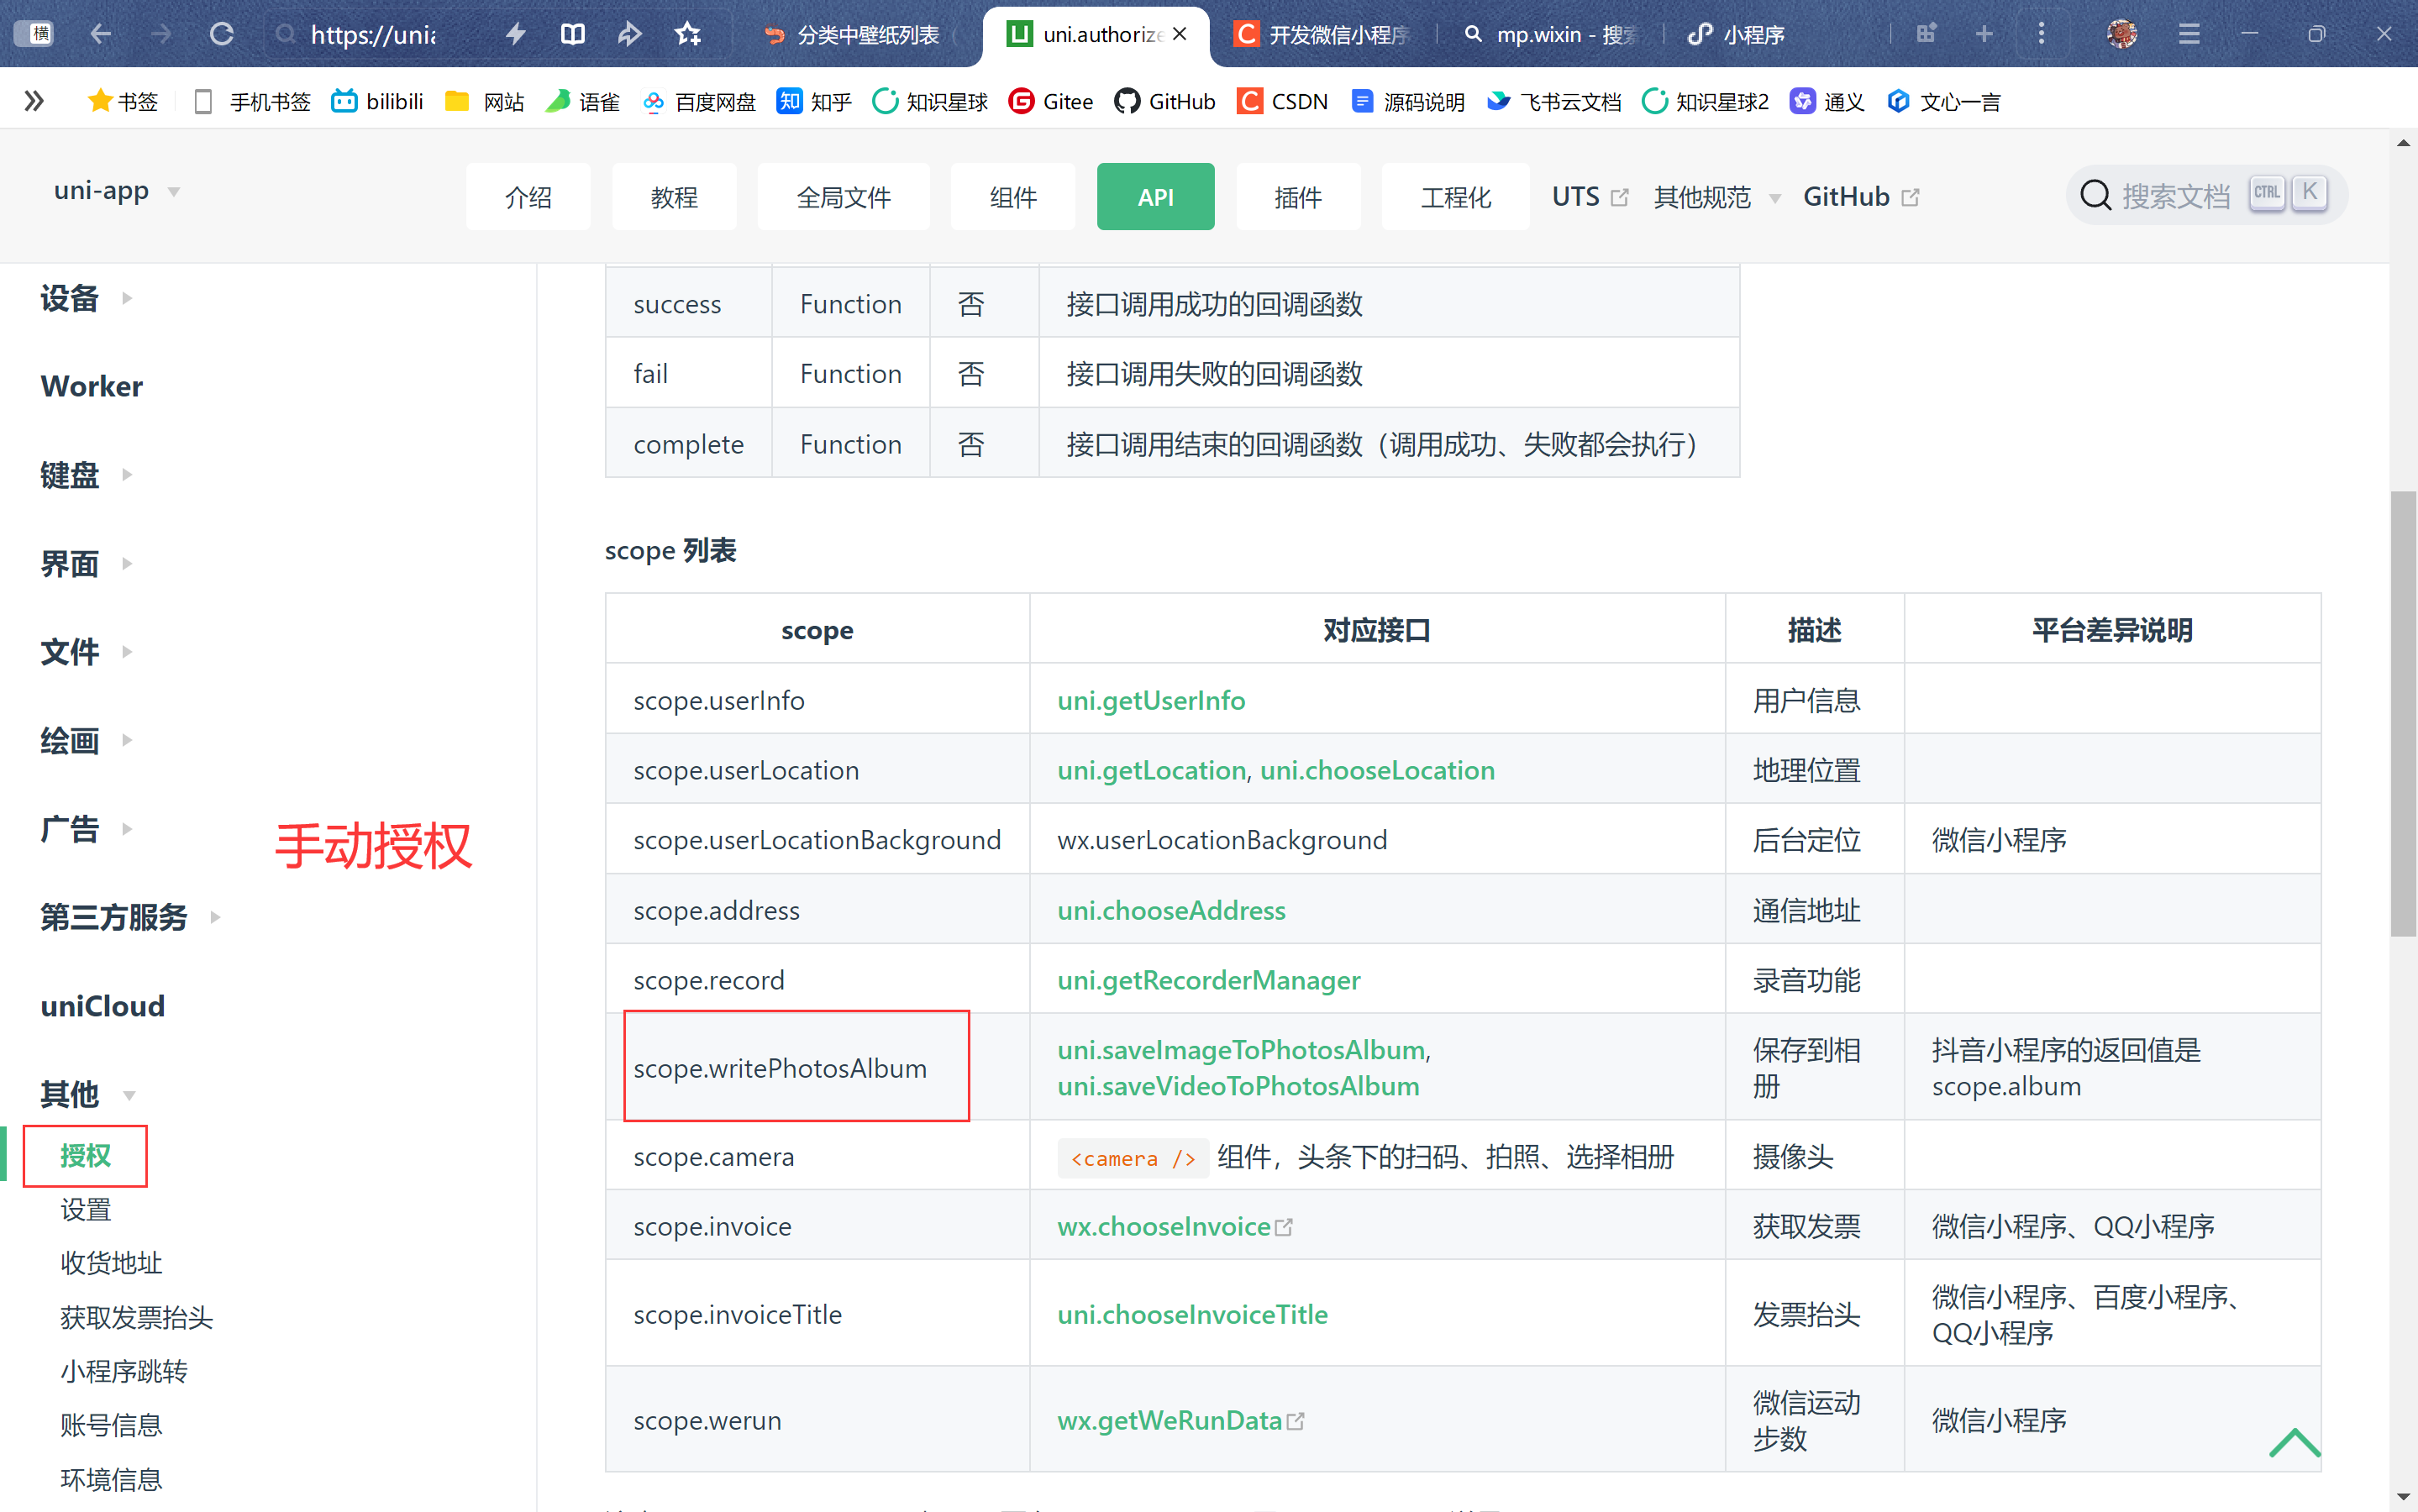 横 https://unia 分类中壁纸列表 uni.authorize 开发微信小程序 mp.wixin - 搜索 小程序
书签 手机书签 bilibili 网站 语雀 百度网盘 知乎 知识星球 Gitee GitHub CSDN 源码说明 飞书云文档 知识星球2 通义 文心一言
uni-app 介绍 教程 全局文件 组件 API 插件 工程化 UTS 其他规范 GitHub 搜索文档 CTRL K
设备
Worker
键盘
界面
文件
绘画
广告
手动授权
第三方服务
uniCloud
其他
授权
设置
收货地址
获取发票抬头
小程序跳转
账号信息
环境信息
success Function 否 接口调用成功的回调函数
fail Function 否 接口调用失败的回调函数
complete Function 否 接口调用结束的回调函数（调用成功、失败都会执行）
scope 列表
scope 对应接口 描述 平台差异说明
scope.userInfo uni.getUserInfo 用户信息
scope.userLocation uni.getLocation, uni.chooseLocation 地理位置
scope.userLocationBackground wx.userLocationBackground 后台定位 微信小程序
scope.address uni.chooseAddress 通信地址
scope.record uni.getRecorderManager 录音功能
scope.writePhotosAlbum uni.saveImageToPhotosAlbum, 保存到相 抖音小程序的返回值是
uni.saveVideoToPhotosAlbum 册 scope.album
scope.camera <camera /> 组件，头条下的扫码、拍照、选择相册 摄像头
scope.invoice wx.chooseInvoice 获取发票 微信小程序、QQ小程序
scope.invoiceTitle uni.chooseInvoiceTitle 发票抬头 微信小程序、百度小程序、
QQ小程序
scope.werun wx.getWeRunData 微信运动 微信小程序
步数